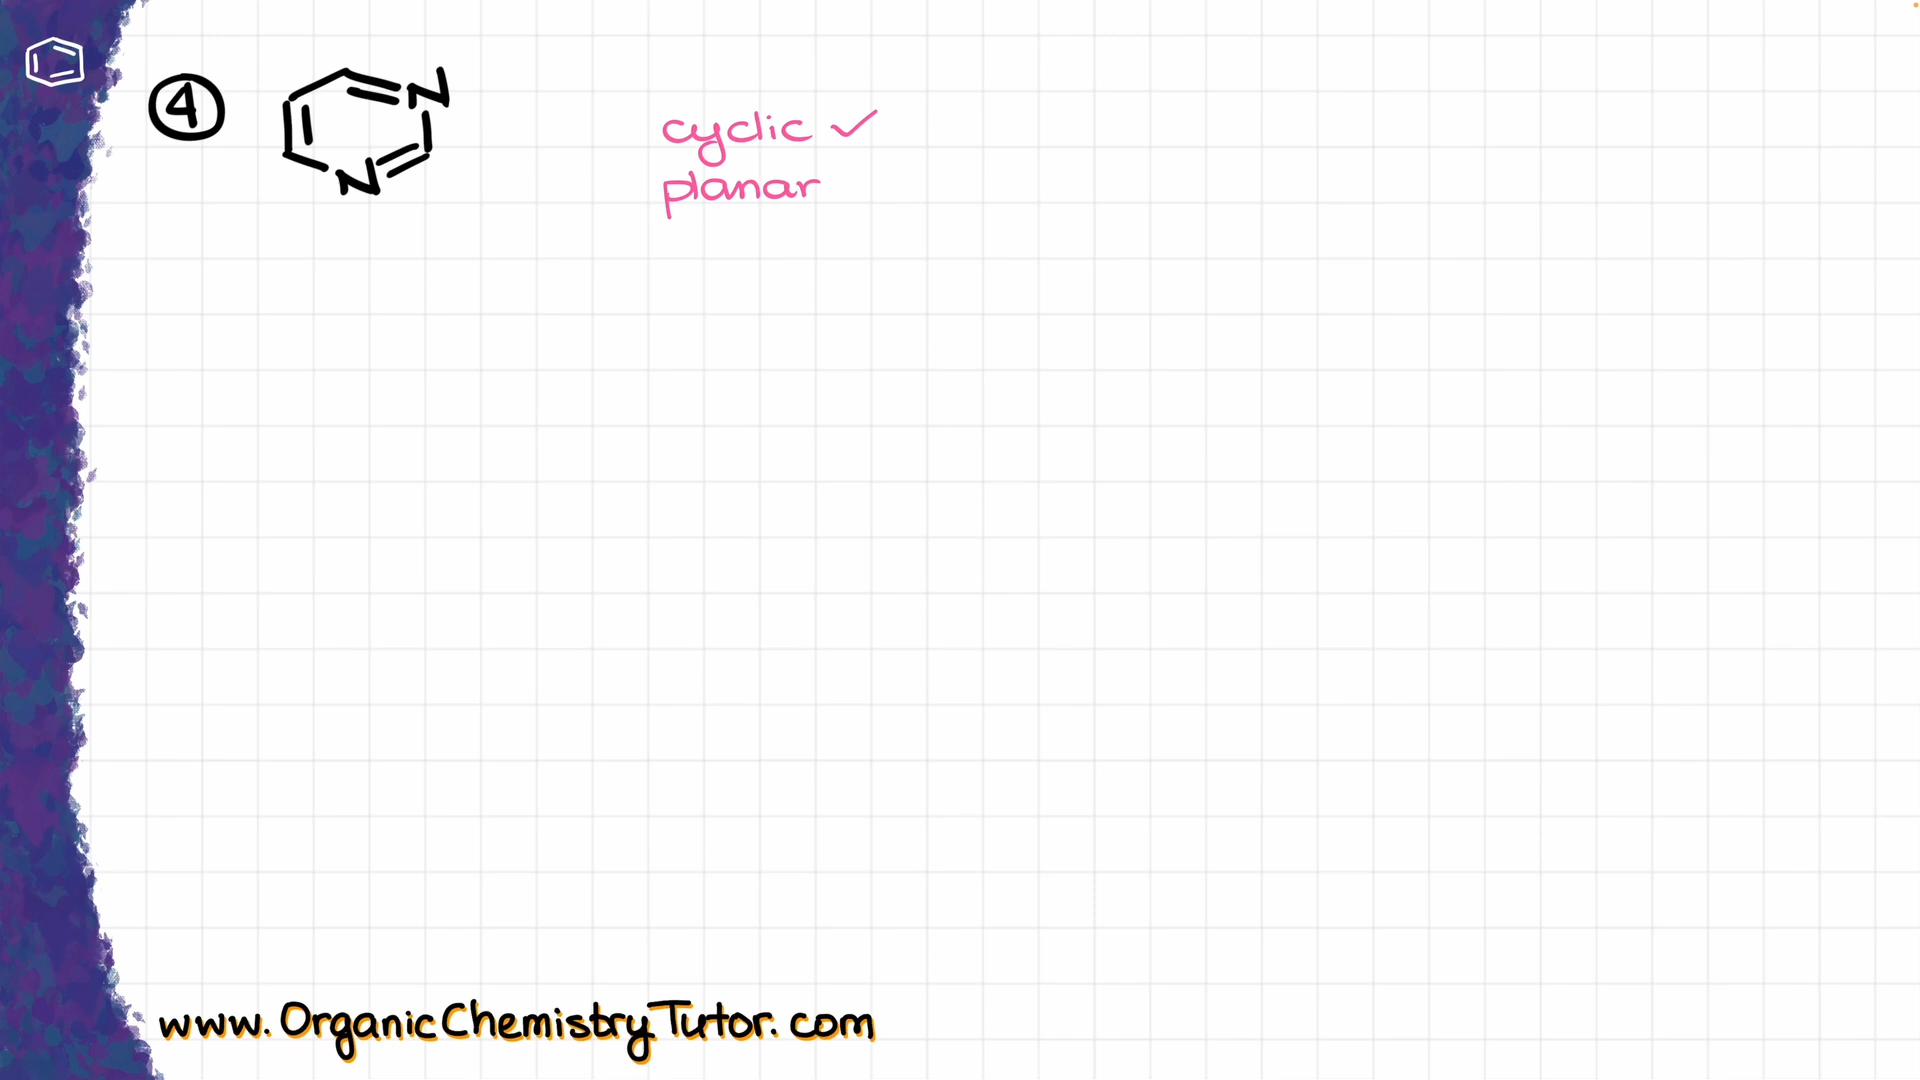 ④
N
N
cyclic ✓
planar
www.OrganicChemistryTutor.com